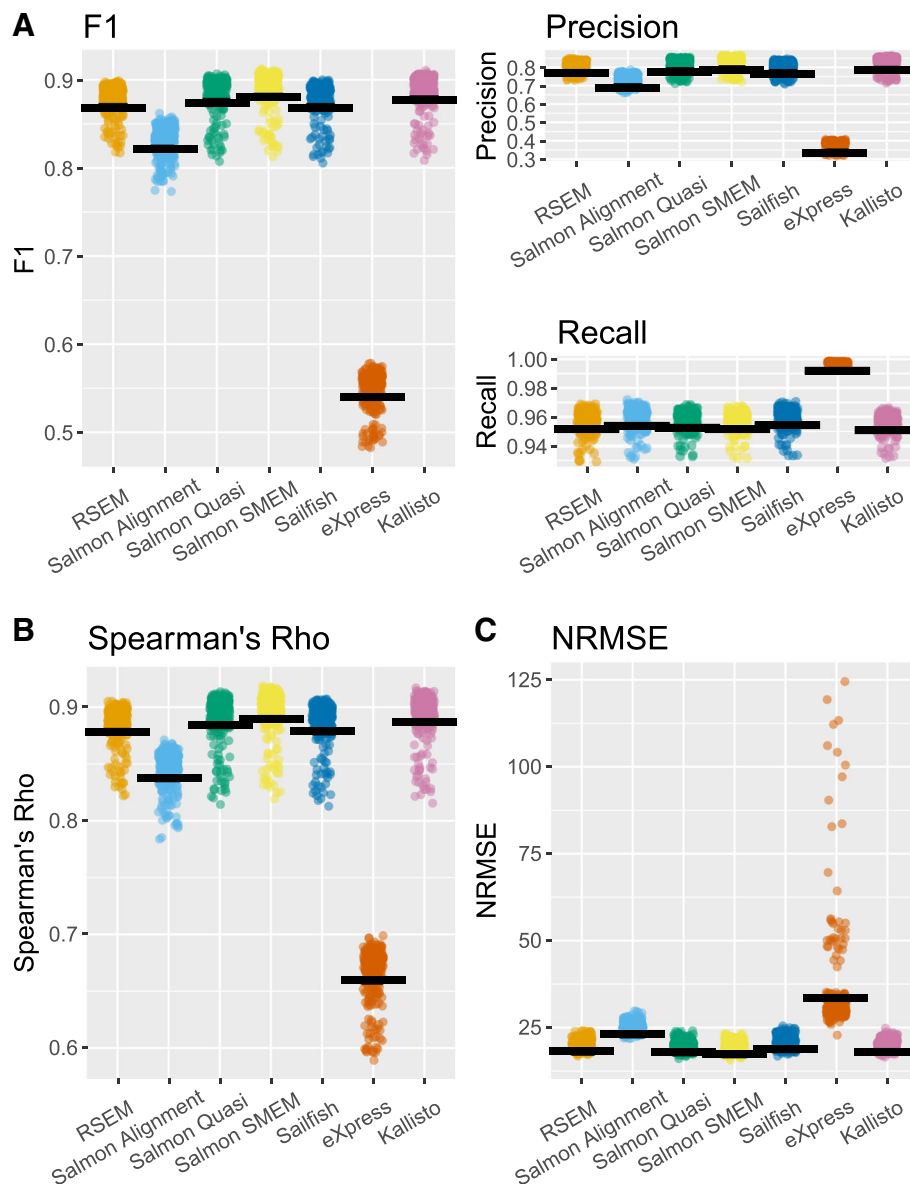 A
F1
F1
0.9
0.8
0.7
0.6
0.5
RSEM
Salmon Alignment
Salmon Quasi
Salmon SMEM
Sailfish
eXpress
Kallisto
Precision
Precision
0.8
0.7
0.6
0.5
0.4
0.3
RSEM
Salmon Alignment
Salmon Quasi
Salmon SMEM
Sailfish
eXpress
Kallisto
Recall
Recall
1.00
0.98
0.96
0.94
RSEM
Salmon Alignment
Salmon Quasi
Salmon SMEM
Sailfish
eXpress
Kallisto
B
Spearman's Rho
Spearman's Rho
0.9
0.8
0.7
0.6
RSEM
Salmon Alignment
Salmon Quasi
Salmon SMEM
Sailfish
eXpress
Kallisto
C
NRMSE
NRMSE
125
100
75
50
25
RSEM
Salmon Alignment
Salmon Quasi
Salmon SMEM
Sailfish
eXpress
Kallisto